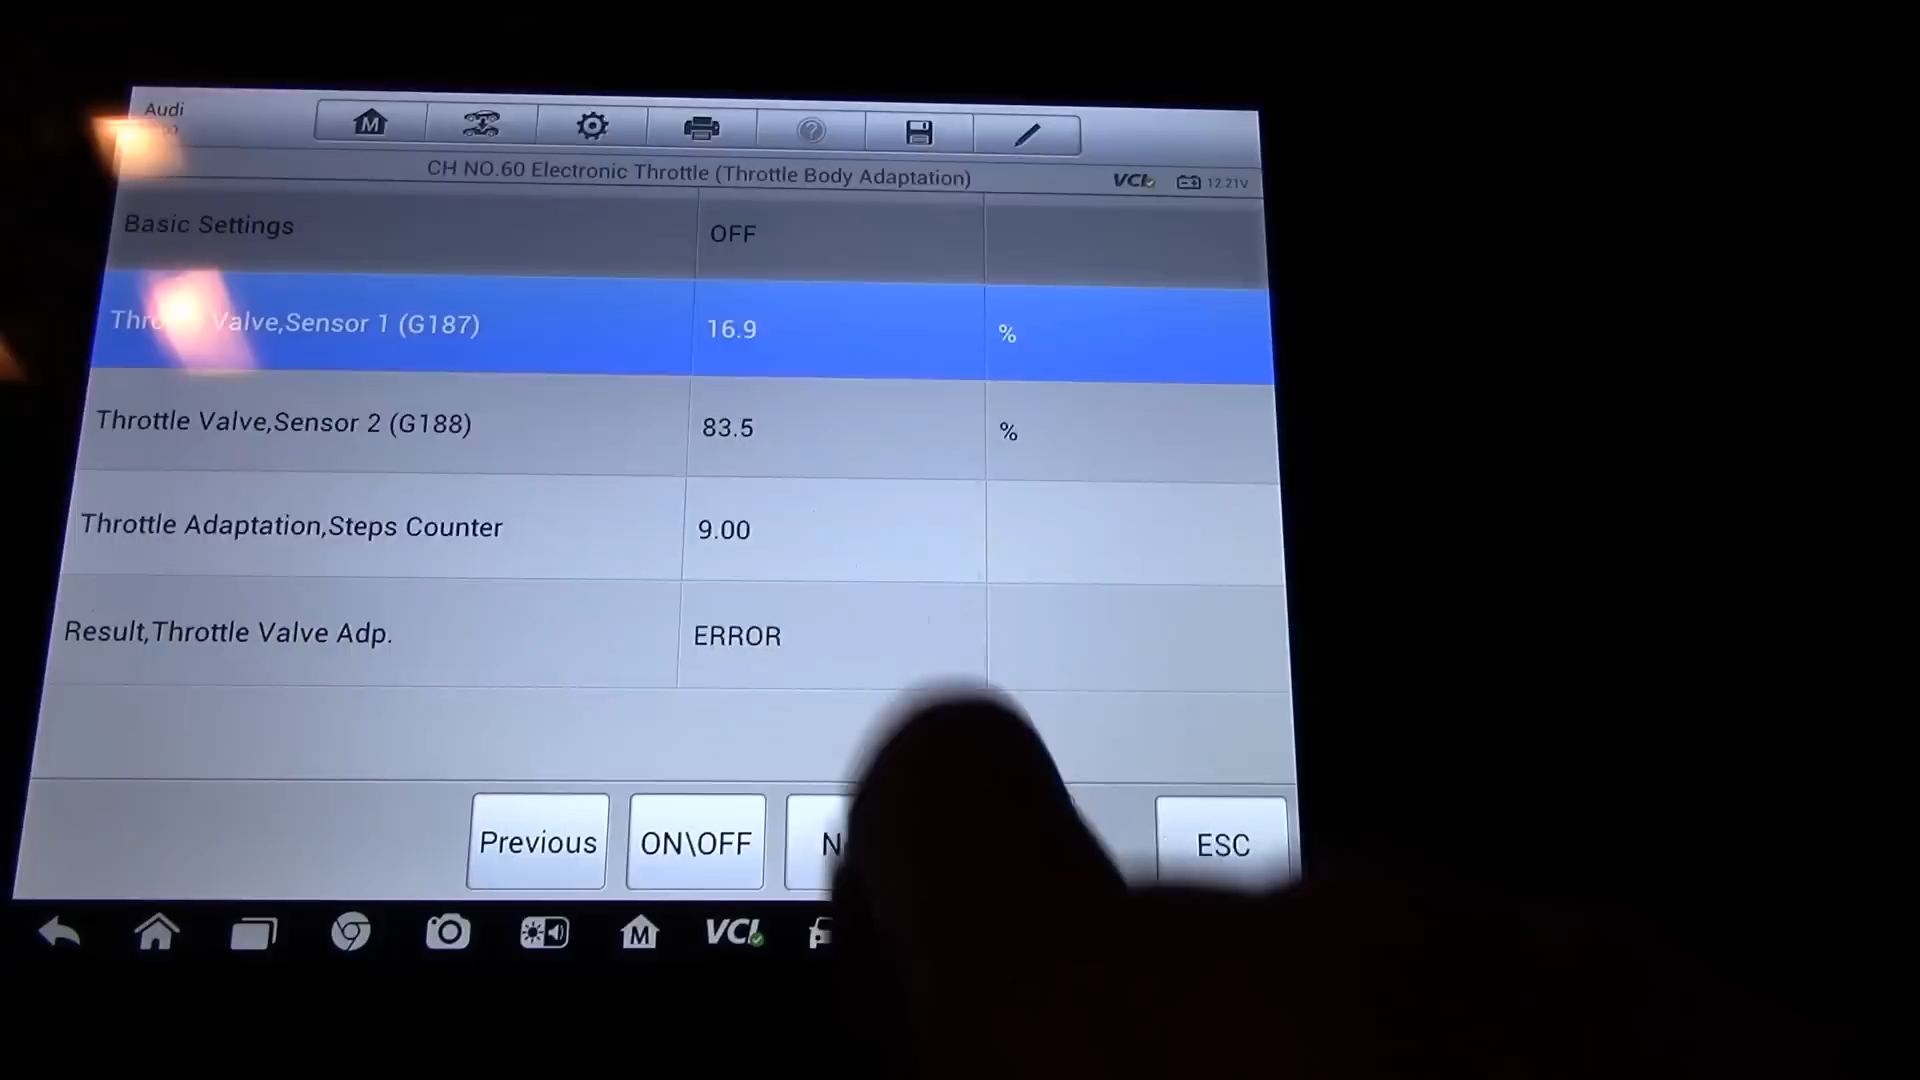 Audi
M
?
CH NO.60 Electronic Throttle (Throttle Body Adaptation)
VCI
12.21V
Basic Settings OFF
Valve,Sensor 1 (G187) 16.9 %
Throttle Valve,Sensor 2 (G188) 83.5 %
Throttle Adaptation,Steps Counter 9.00
Result,Throttle Valve Adp. ERROR
Previous ON\OFF ESC
M VCI